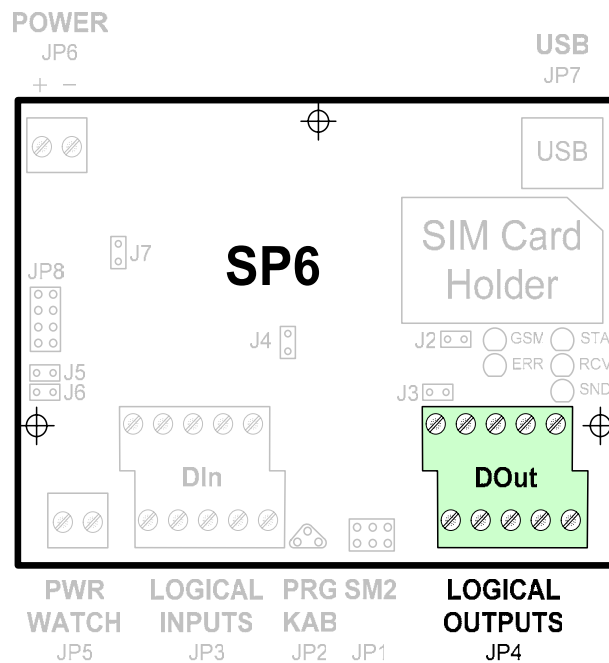 POWER
JP6
+ −
USB
JP7
USB
SIM Card
Holder
SP6
J7
JP8
J4
J2
GSM
STA
ERR
RCV
J5
J6
J3
SND
DIn
DOut
PWR
WATCH
JP5
LOGICAL
INPUTS
JP3
PRG
KAB
JP2
SM2
JP1
LOGICAL
OUTPUTS
JP4